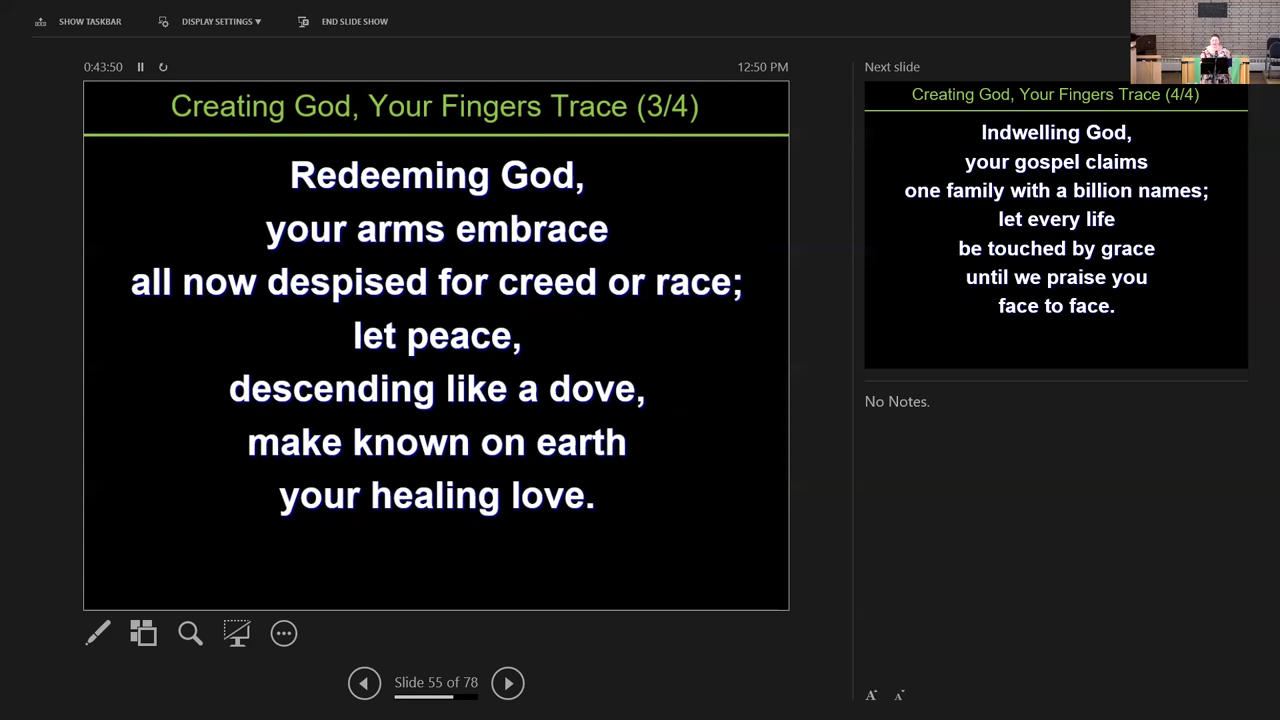 SHOW TASKBAR
DISPLAY SETTINGS ▼
END SLIDE SHOW
0:43:50
12:50 PM
Creating God, Your Fingers Trace (3/4)
Redeeming God,
your arms embrace
all now despised for creed or race;
let peace,
descending like a dove,
make known on earth
your healing love.
Slide 55 of 78
Next slide
Creating God, Your Fingers Trace (4/4)
Indwelling God,
your gospel claims
one family with a billion names;
let every life
be touched by grace
until we praise you
face to face.
No Notes.
A A